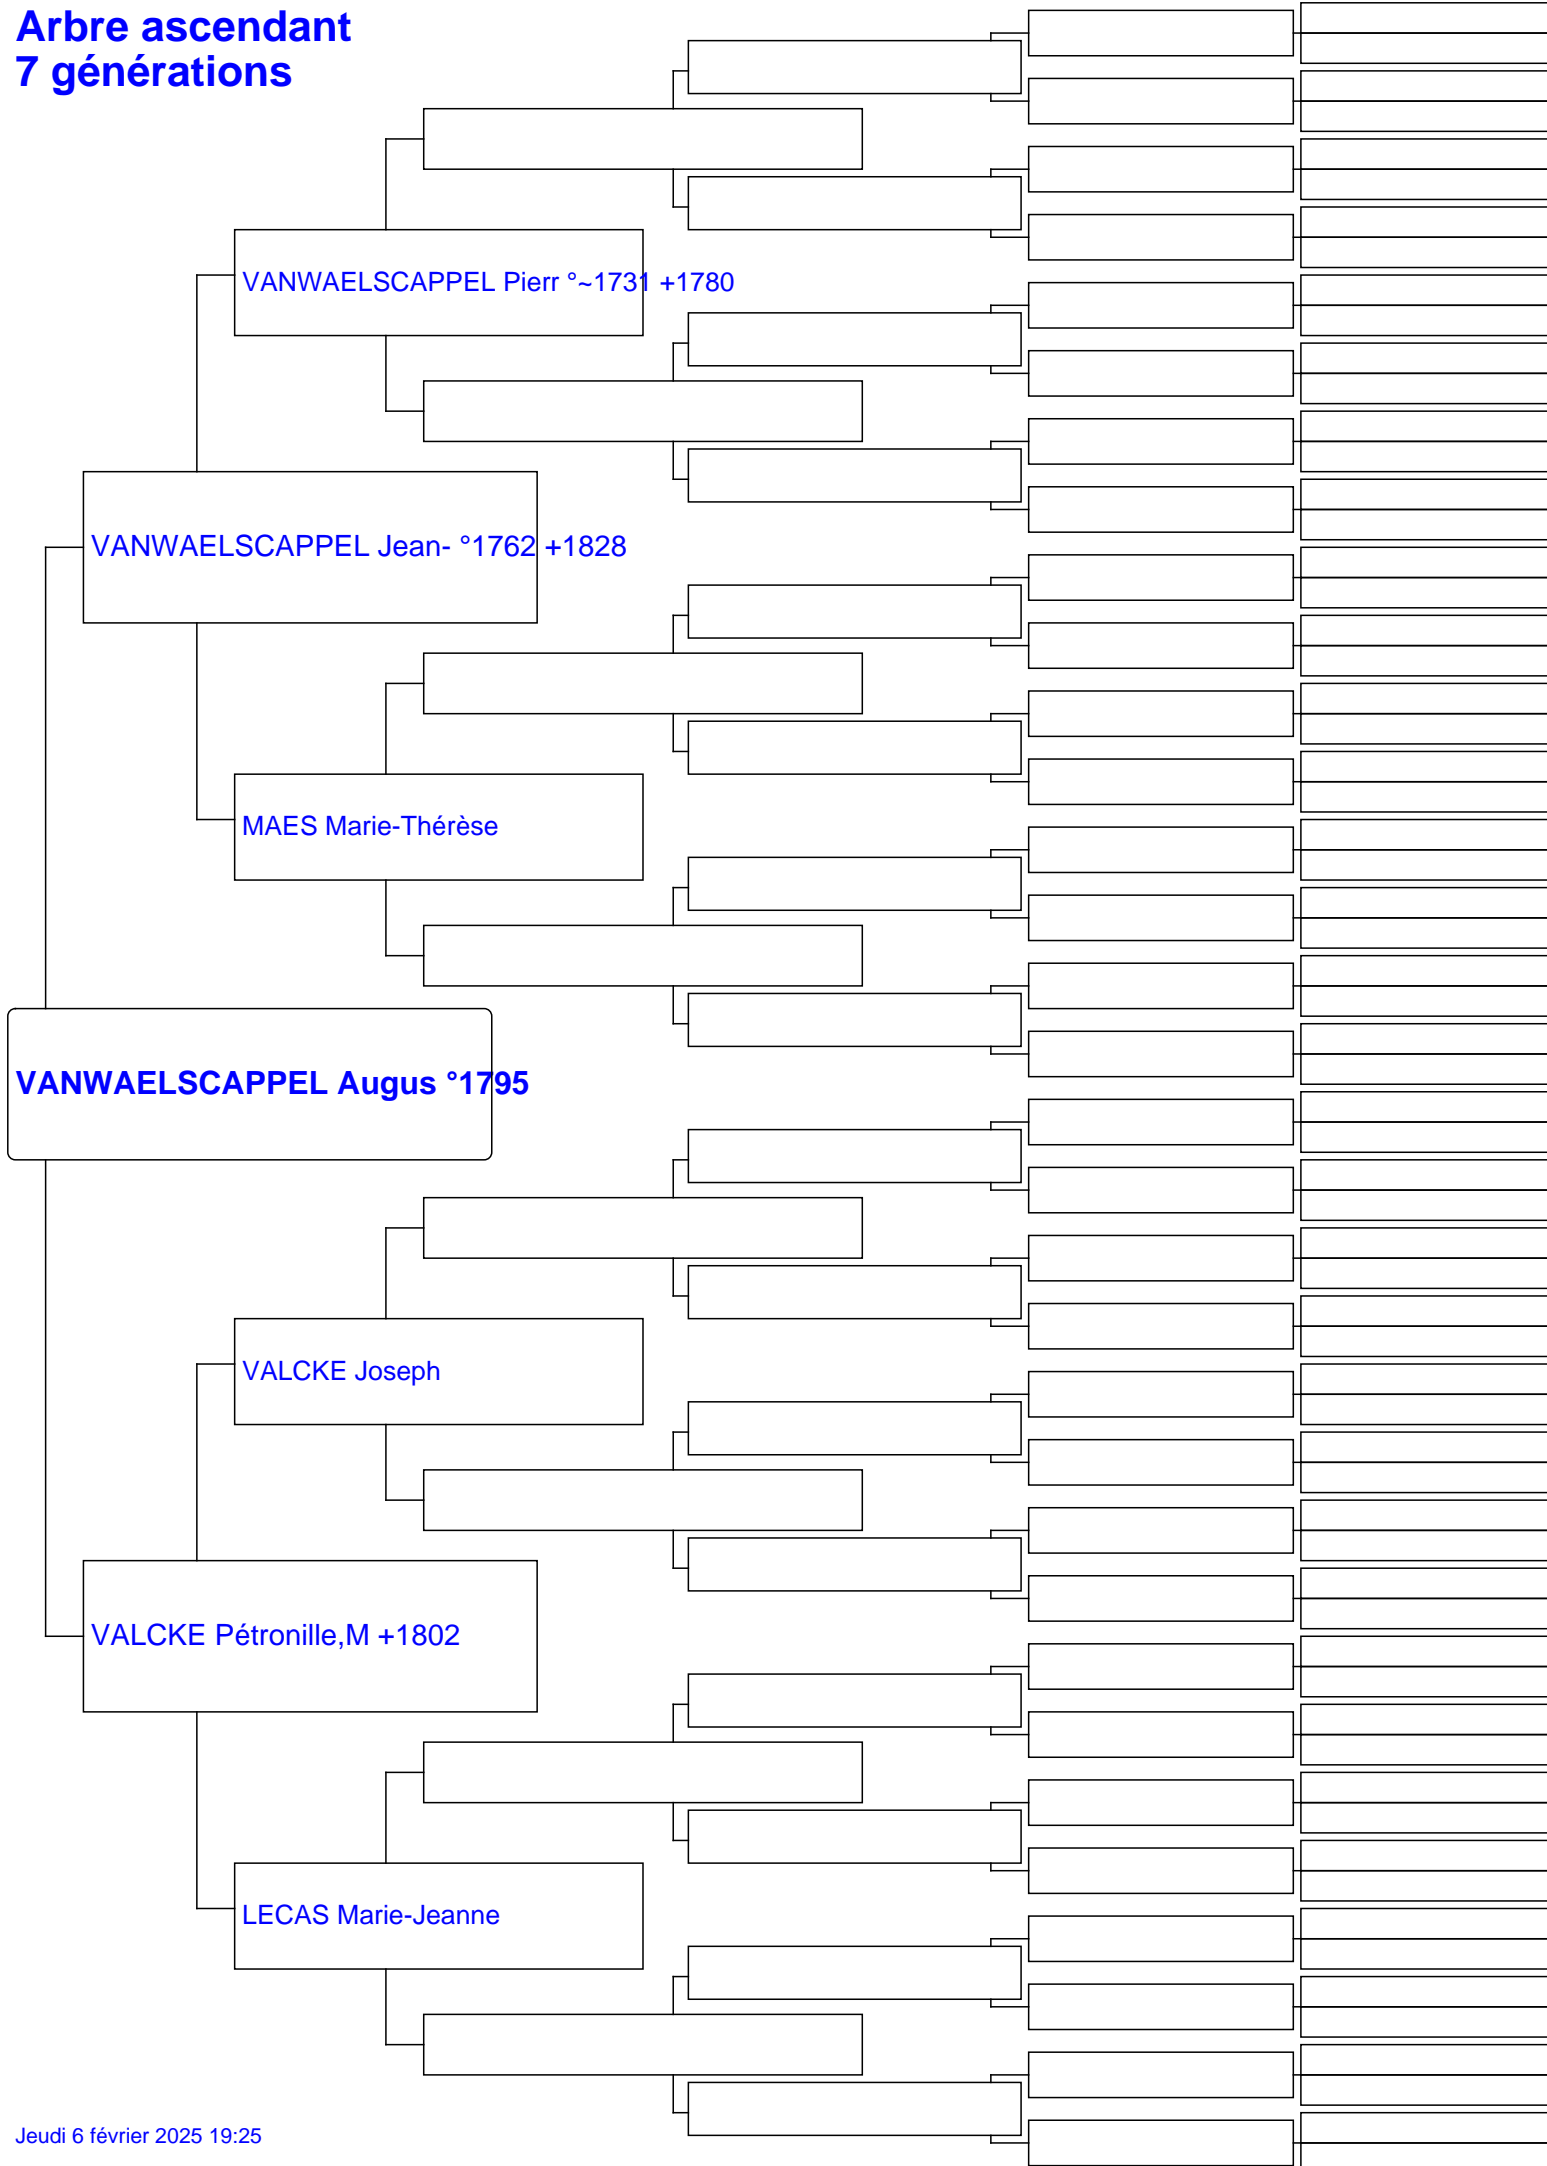 Arbre ascendant
7 générations
VANWAELSCAPPEL Pierr °~1731 +1780
VANWAELSCAPPEL Jean- °1762 +1828
MAES Marie-Thérèse
VANWAELSCAPPEL Augus °1795
VALCKE Joseph
VALCKE Pétronille,M +1802
LECAS Marie-Jeanne
Jeudi 6 février 2025 19:25